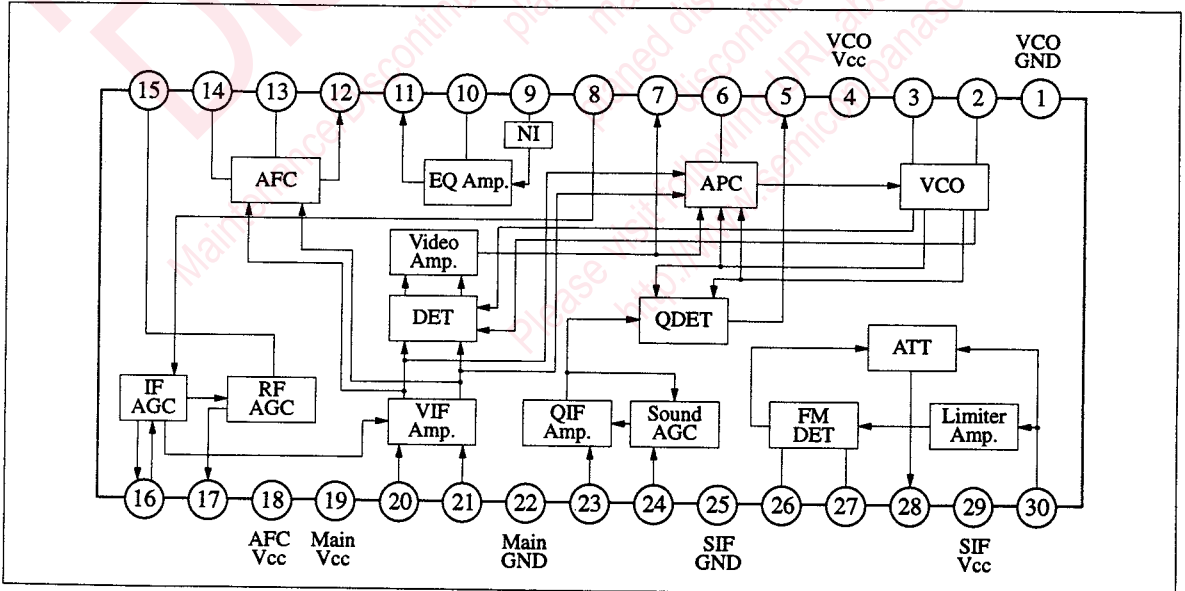 VCO
Vcc
VCO
GND
15 14 13 12 11 10 9 8 7 6 5 4 3 2 1
NI
AFC
EQ Amp.
APC
VCO
Video
Amp.
DET
QDET
ATT
IF
AGC
RF
AGC
VIF
Amp.
QIF
Amp.
Sound
AGC
FM
DET
Limiter
Amp.
16 17 18 19 20 21 22 23 24 25 26 27 28 29 30
AFC
Vcc
Main
Vcc
Main
GND
SIF
GND
SIF
Vcc